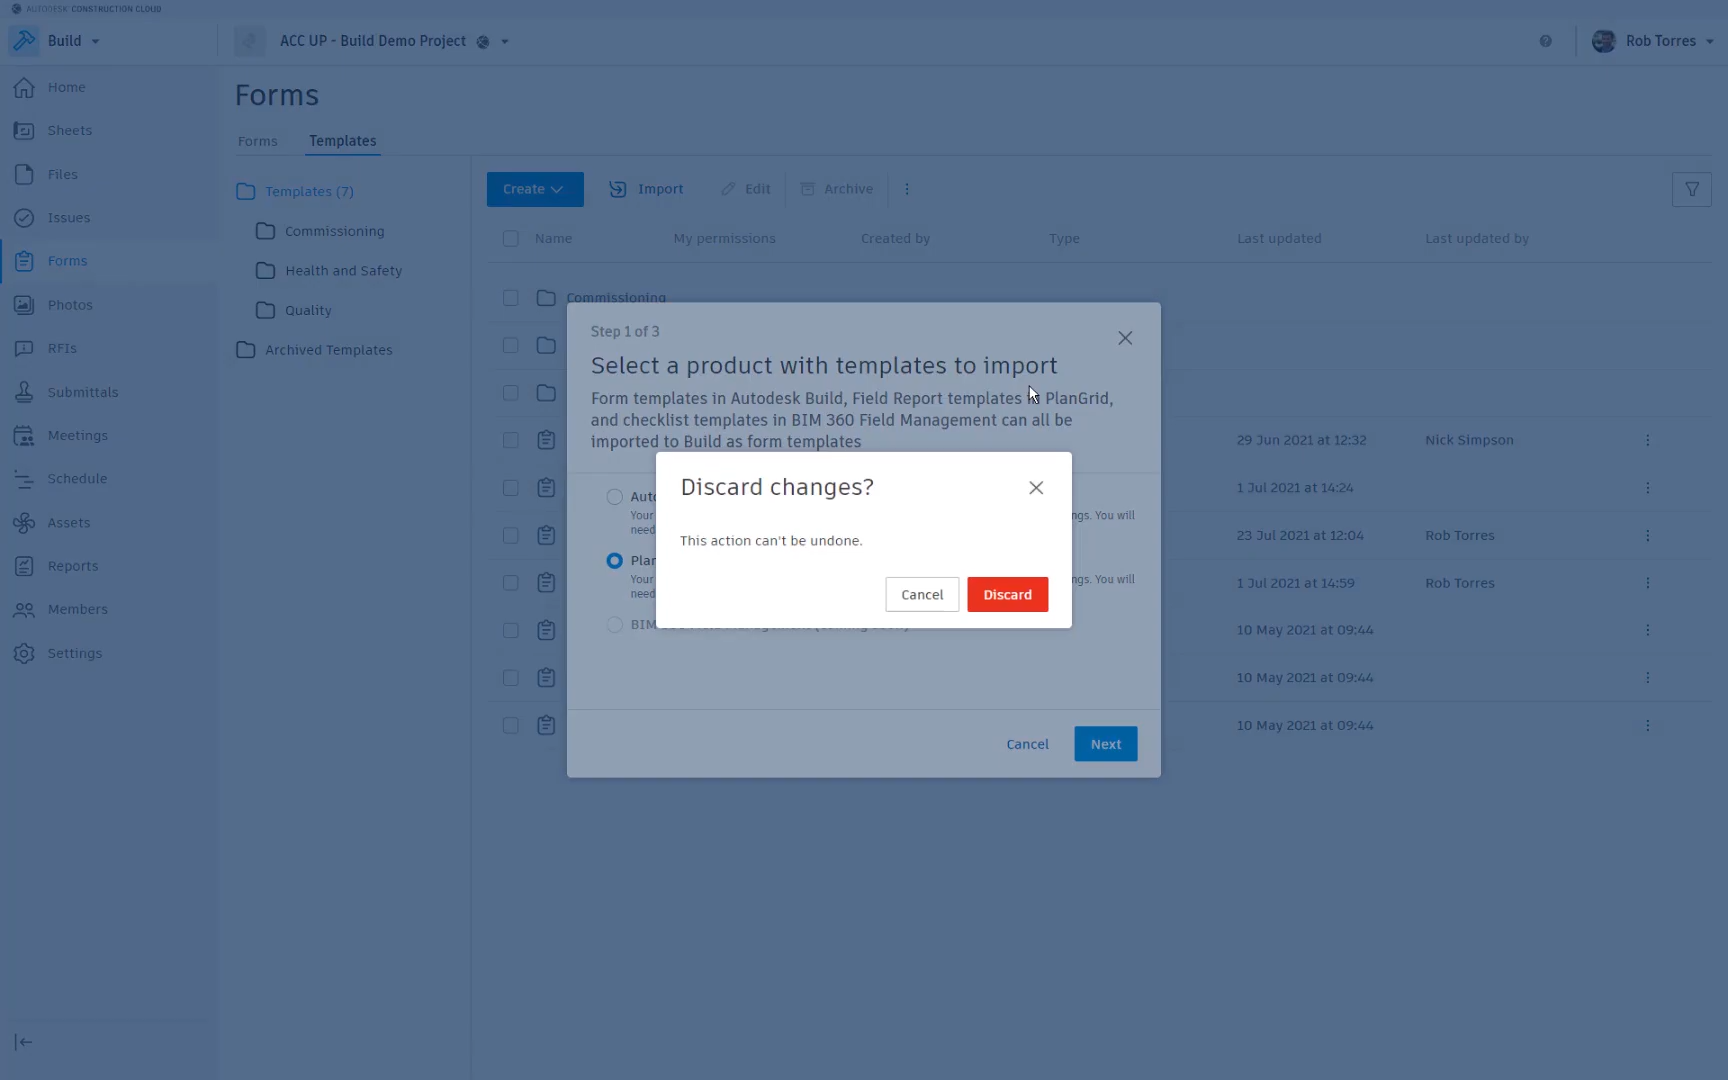 AUTODESK CONSTRUCTION CLOUD
Build
ACC UP - Build Demo Project
Rob Torres
Home
Sheets
Files
Issues
Forms
Photos
RFIs
Submittals
Meetings
Schedule
Assets
Reports
Members
Settings
Forms
Forms
Templates
Templates (7)
Commissioning
Health and Safety
Quality
Archived Templates
Create
Import
Edit
Archive
Name
My permissions
Created by
Type
Last updated
Last updated by
Commissioning
29 Jun 2021 at 12:32
Nick Simpson
1 Jul 2021 at 14:24
23 Jul 2021 at 12:04
Rob Torres
1 Jul 2021 at 14:59
Rob Torres
10 May 2021 at 09:44
10 May 2021 at 09:44
10 May 2021 at 09:44
Step 1 of 3
Select a product with templates to import
Form templates in Autodesk Build, Field Report templates in PlanGrid,
and checklist templates in BIM 360 Field Management can all be
imported to Build as form templates
Your
need
You will
Your
need
You will
BIM
Cancel
Next
Discard changes?
This action can't be undone.
Cancel
Discard